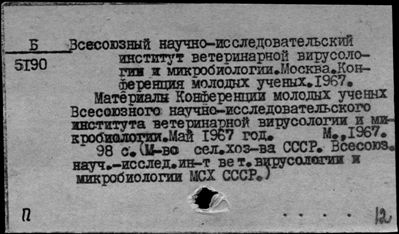 Б Всесоюзный научно-исследовательский
5190 институт ветеринарной вирусоло-
гии и микробиологии.Москва.Кон-
ференция молодых ученых.1967.
Материалы Конференции молодых ученых
Всесоюзного научно-исследовательского
института ветеринарной вирусологии и ми-
кробиологии.Май 1967 год. М.,1967.
98 с.(М-во сел.хоз-ва СССР. Всесоюз.
науч.-исслед.ин-т вет.вирусологии и
микробиологии МСХ СССР.)
П 12